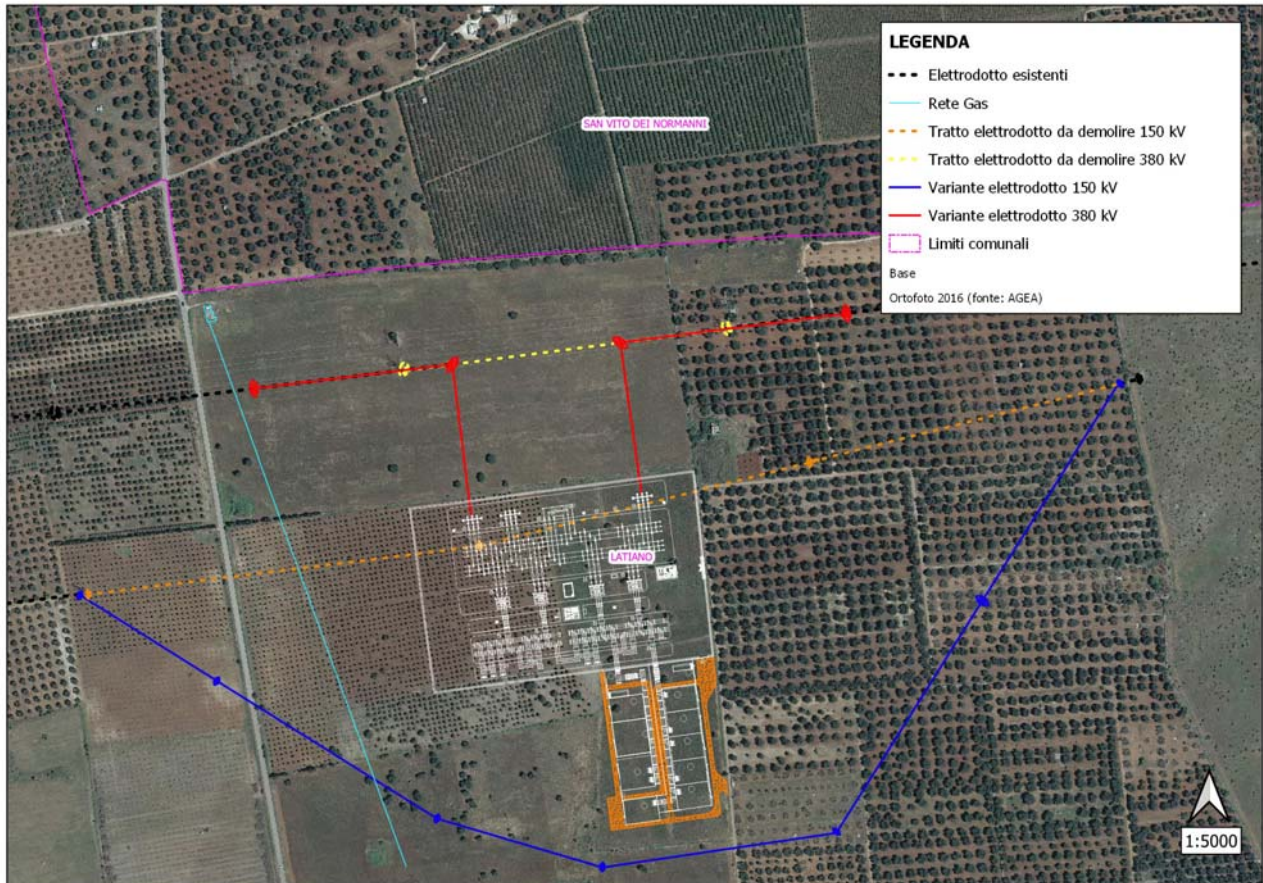 LEGENDA
Elettrodotto esistenti
Rete Gas
Tratto elettrodotto da demolire 150 kV
Tratto elettrodotto da demolire 380 kV
Variante elettrodotto 150 kV
Variante elettrodotto 380 kV
Limiti comunali
Base
Ortofoto 2016 (fonte: AGEA)
SAN VITO DEI NORMANNI
LATIANO
1:5000